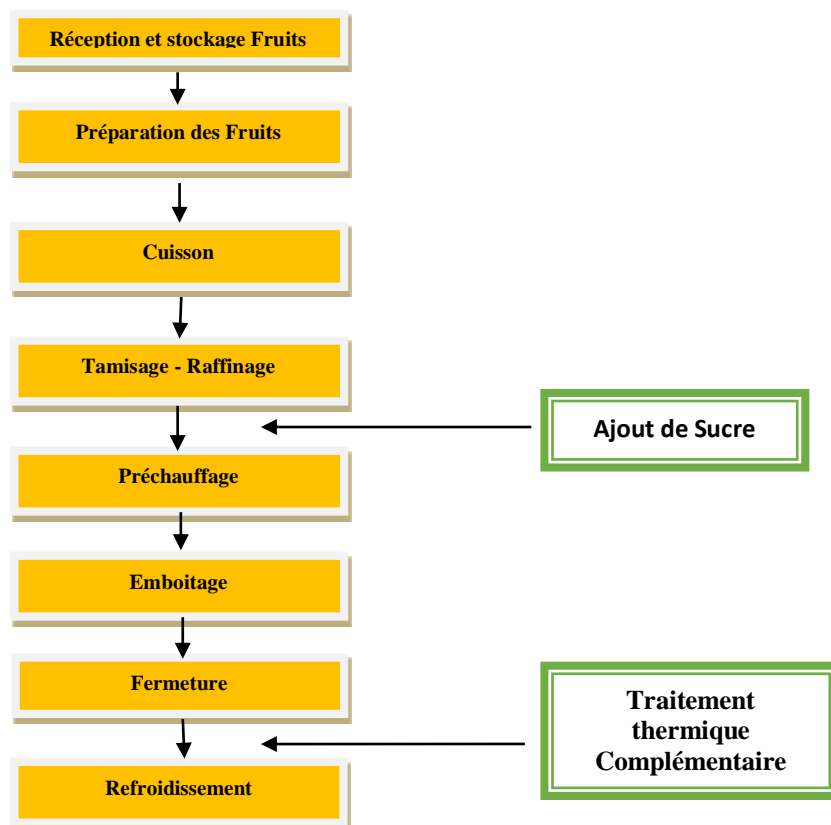 Réception et stockage Fruits
Préparation des Fruits
Cuisson
Tamisage - Raffinage
Ajout de Sucre
Préchauffage
Emboitage
Fermeture
Traitement
thermique
Complémentaire
Refroidissement